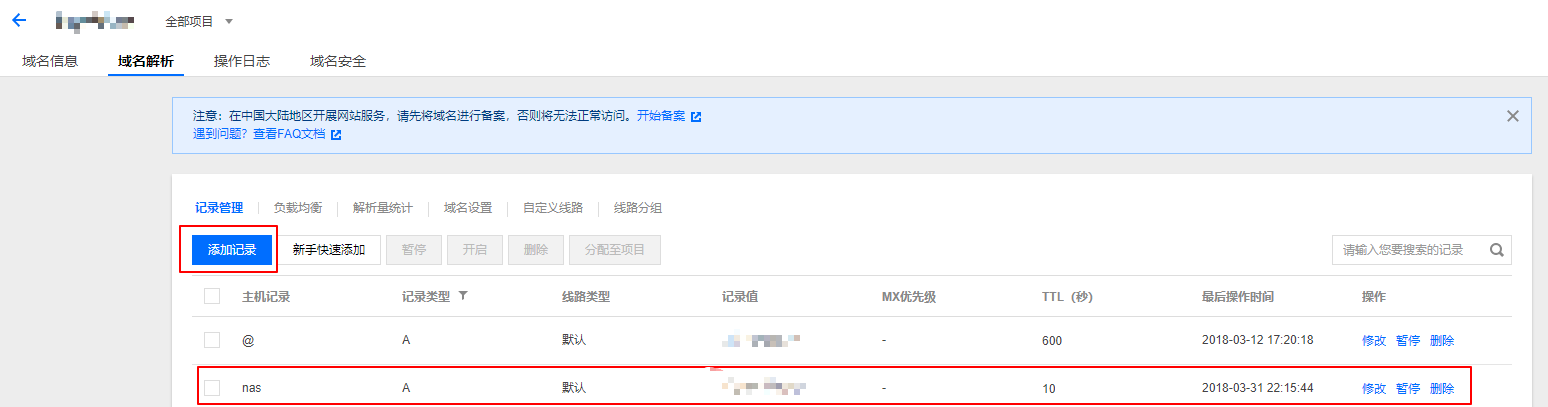 全部项目
域名信息 域名解析 操作日志 域名安全
注意：在中国大陆地区开展网站服务，请先将域名进行备案，否则将无法正常访问。开始备案
遇到问题？查看FAQ文档
记录管理 负载均衡 解析量统计 域名设置 自定义线路 线路分组
添加记录 新手快速添加 暂停 开启 删除 分配至项目 请输入您要搜索的记录
主机记录 记录类型 线路类型 记录值 MX优先级 TTL（秒） 最后操作时间 操作
@ A 默认 - 600 2018-03-12 17:20:18 修改 暂停 删除
nas A 默认 - 10 2018-03-31 22:15:44 修改 暂停 删除